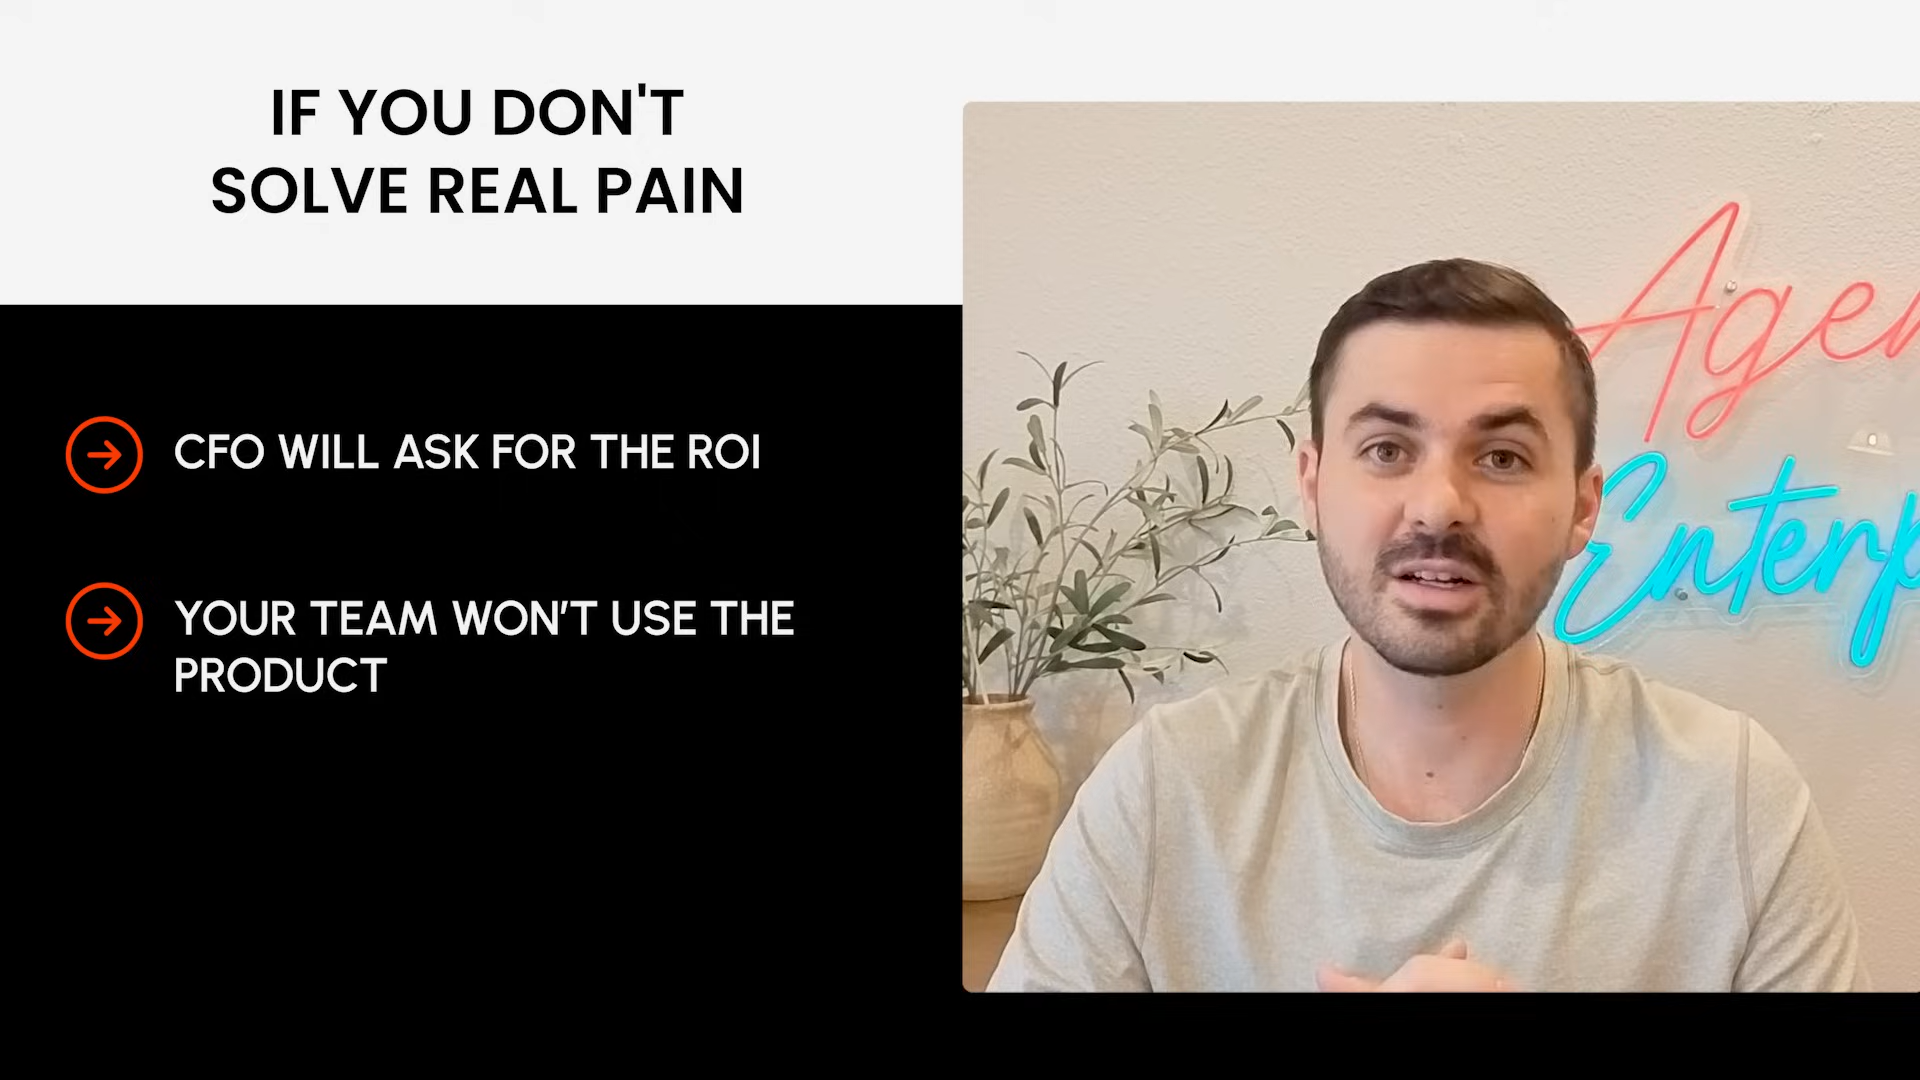 IF YOU DON'T
SOLVE REAL PAIN
CFO WILL ASK FOR THE ROI
YOUR TEAM WON'T USE THE
PRODUCT